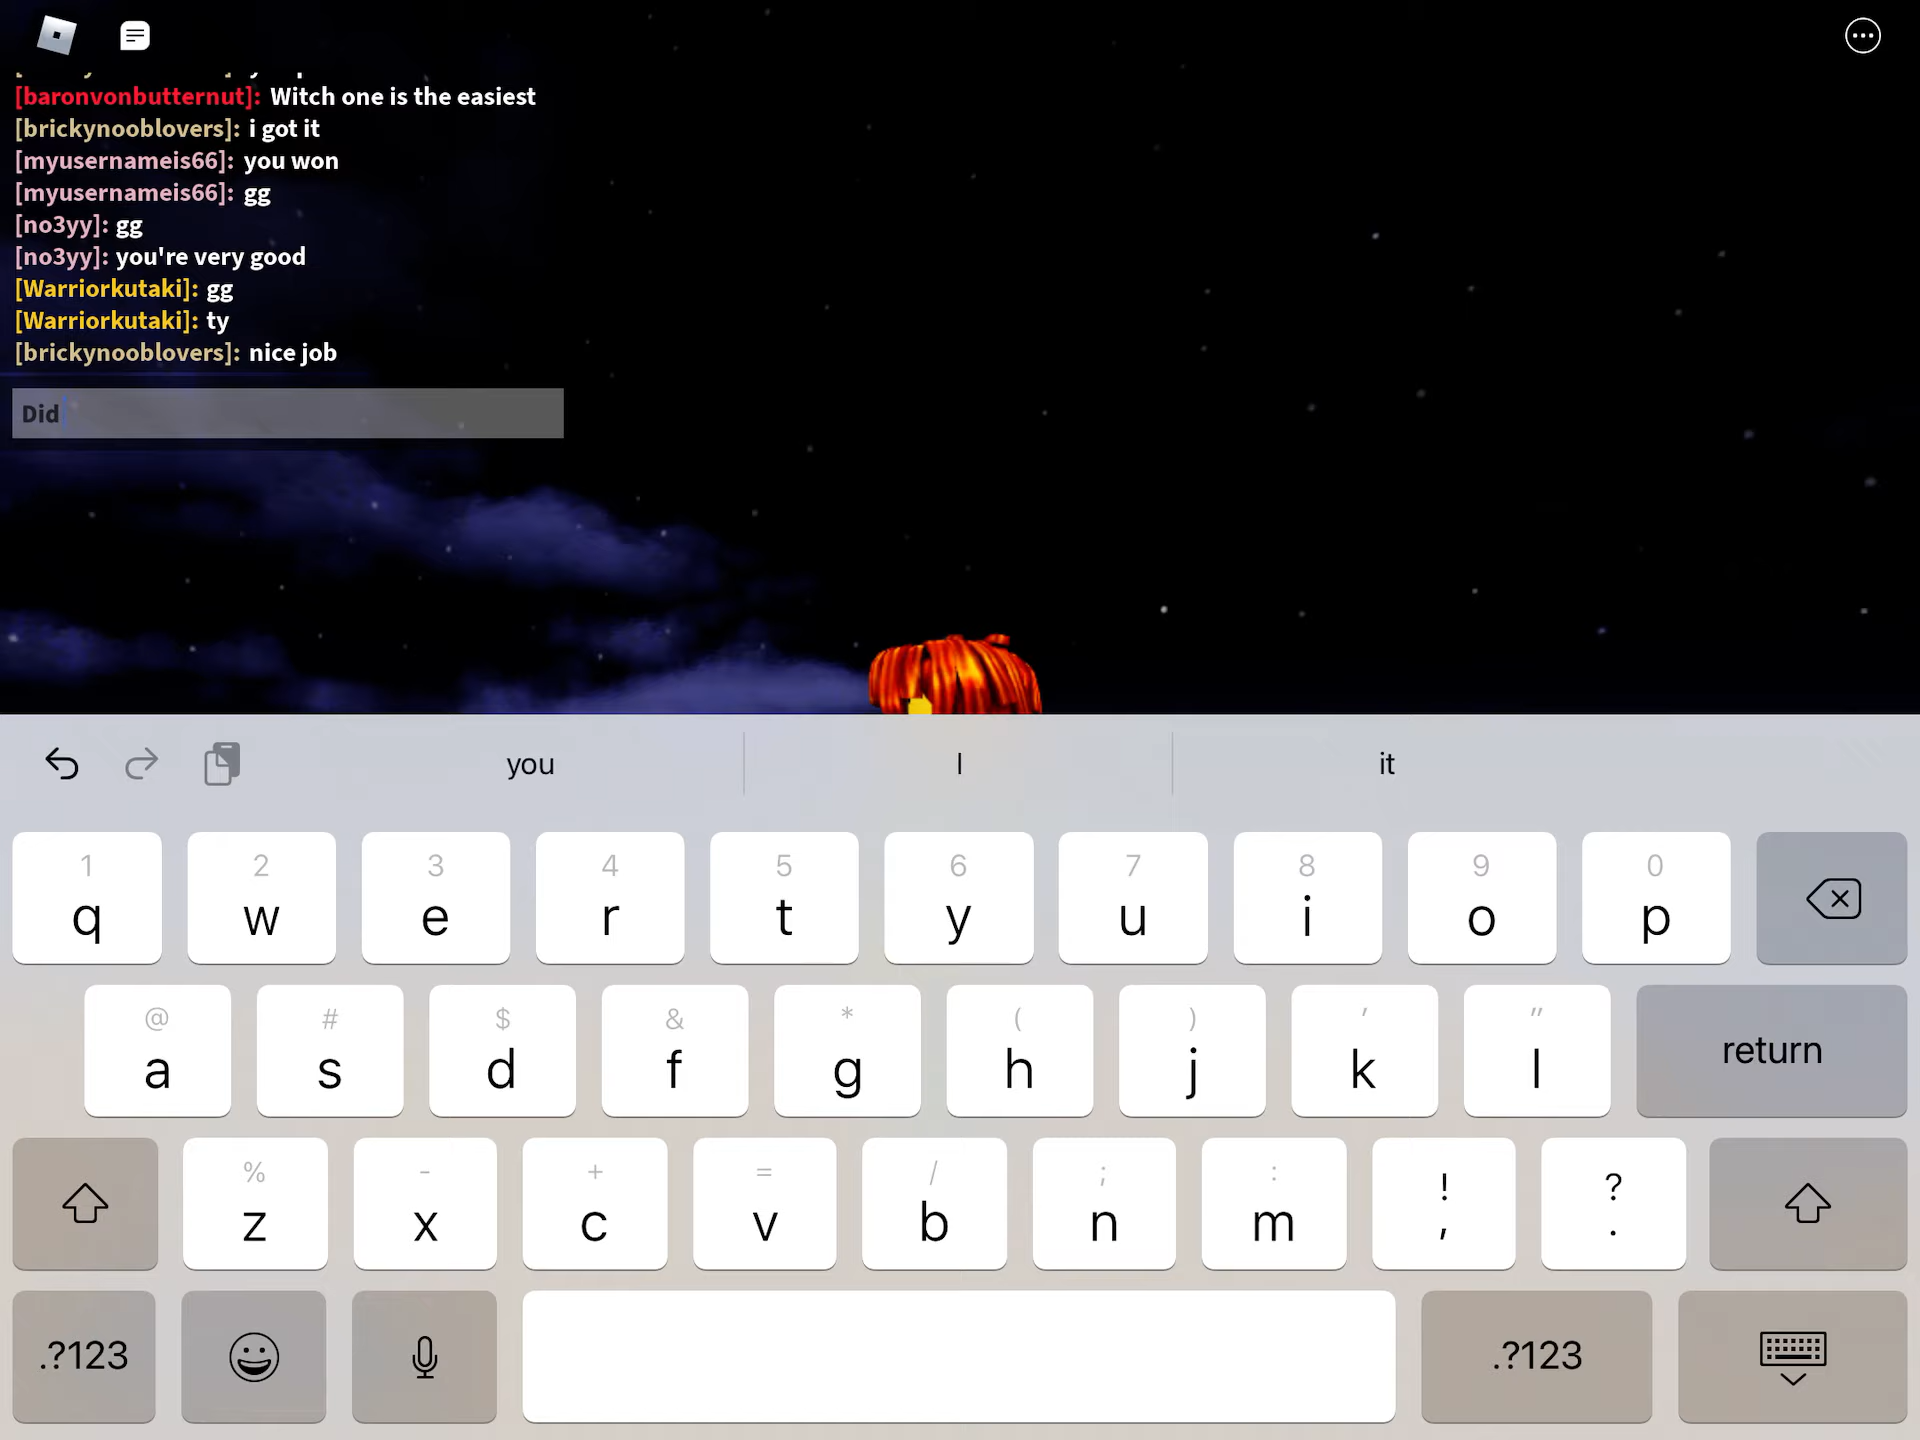 [baronvonbutternut]: Witch one is the easiest
[brickynooblovers]: i got it
[myusernameis66]: you won
[myusernameis66]: gg
[no3yy]: gg
[no3yy]: you're very good
[Warriorkutaki]: gg
[Warriorkutaki]: ty
[brickynooblovers]: nice job
Did
you I it
1 2 3 4 5 6 7 8 9 0
q w e r t y u i o p
@ # $ & * ( ) ' "
a s d f g h j k l return
% - + = / ; : ! ?
z x c v b n m , .
.?123 .?123